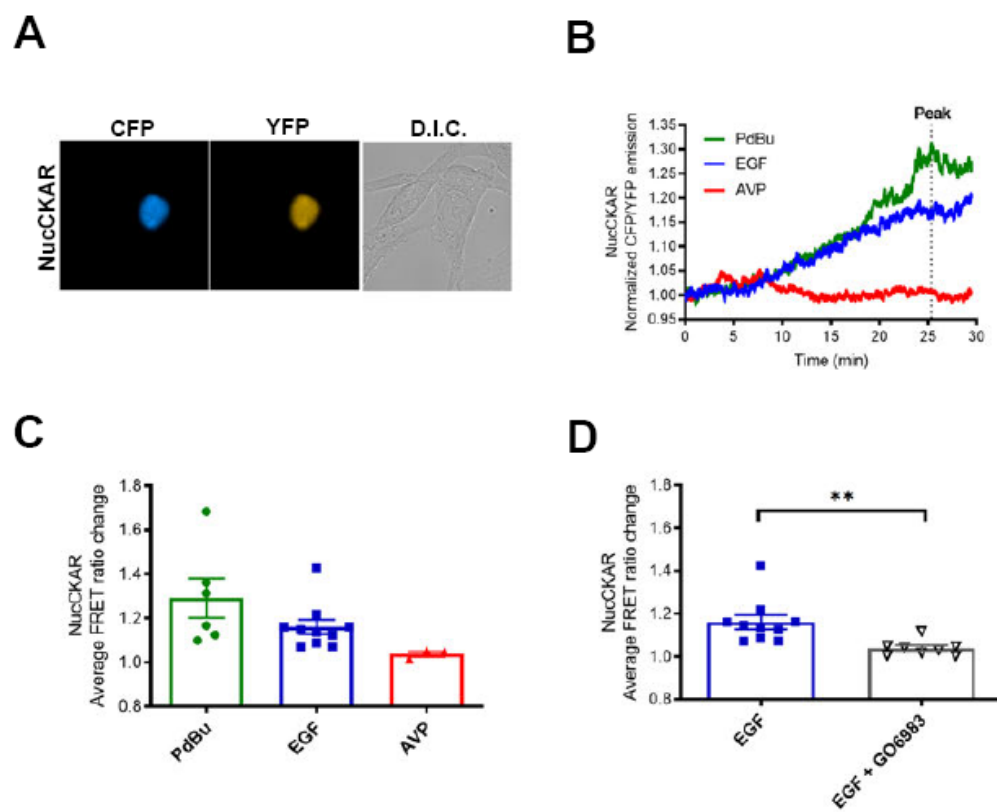 A
CFP
YFP
D.I.C.
NucCKAR
B
NucCKAR
Normalized CFP/YFP emission
1.35
1.30
1.25
1.20
1.15
1.10
1.05
1.00
0.95
PdBu
EGF
AVP
Peak
0
5
10
15
20
25
30
Time (min)
C
NucCKAR
Average FRET ratio change
1.8
1.6
1.4
1.2
1.0
0.8
PdBu
EGF
AVP
D
NucCKAR
Average FRET ratio change
1.8
1.6
1.4
1.2
1.0
0.8
**
EGF
EGF + GO6983